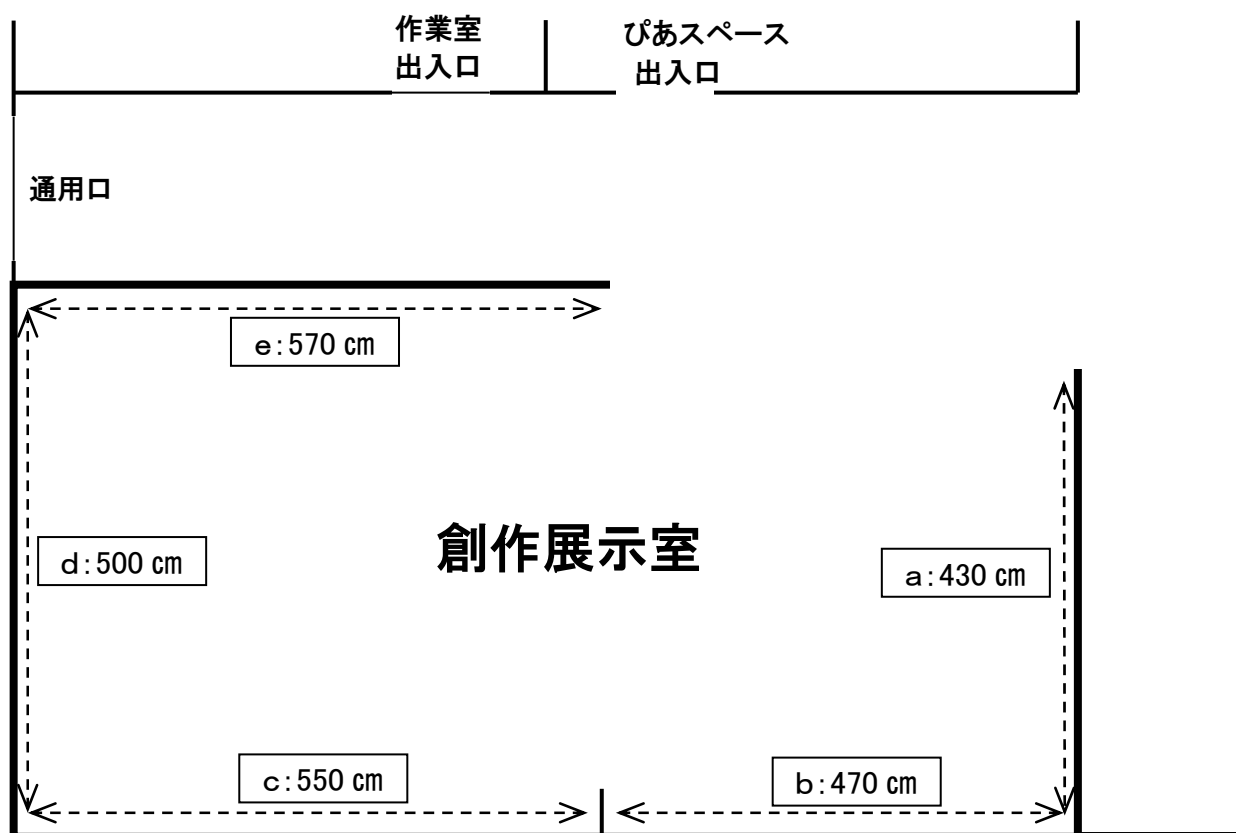 作業室
出入口
ぴあスペース
出入口
通用口
e:570 ㎝
創作展示室
d:500 ㎝
a:430 ㎝
c:550 ㎝
b:470 ㎝